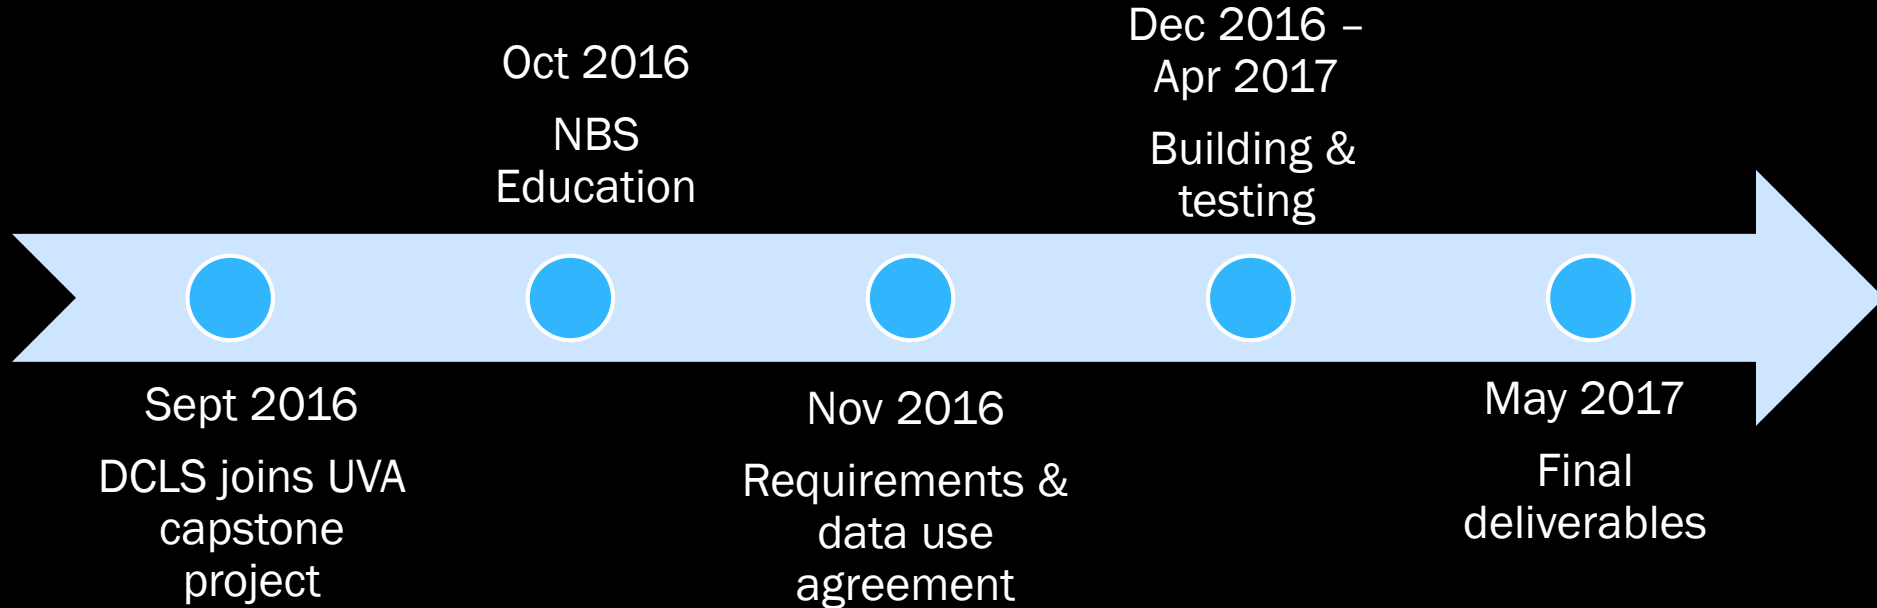 Sept 2016
DCLS joins UVA
capstone
project
Oct 2016
NBS
Education
Nov 2016
Requirements &
data use
agreement
Dec 2016 –
Apr 2017
Building &
testing
May 2017
Final
deliverables